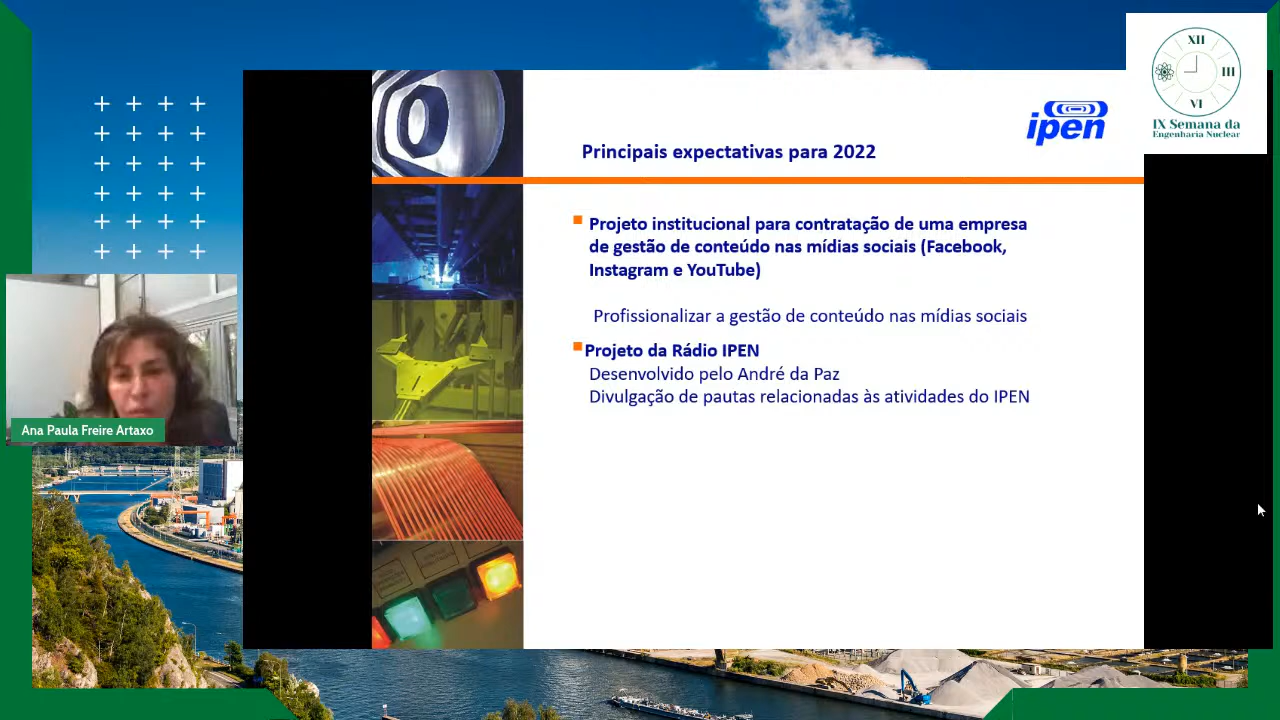 XII
III
VI
IX Semana da
Engenharia Nuclear
ipen
Principais expectativas para 2022
Projeto institucional para contratação de uma empresa
de gestão de conteúdo nas mídias sociais (Facebook,
Instagram e YouTube)
Profissionalizar a gestão de conteúdo nas mídias sociais
Projeto da Rádio IPEN
Desenvolvido pelo André da Paz
Divulgação de pautas relacionadas às atividades do IPEN
Ana Paula Freire Artaxo